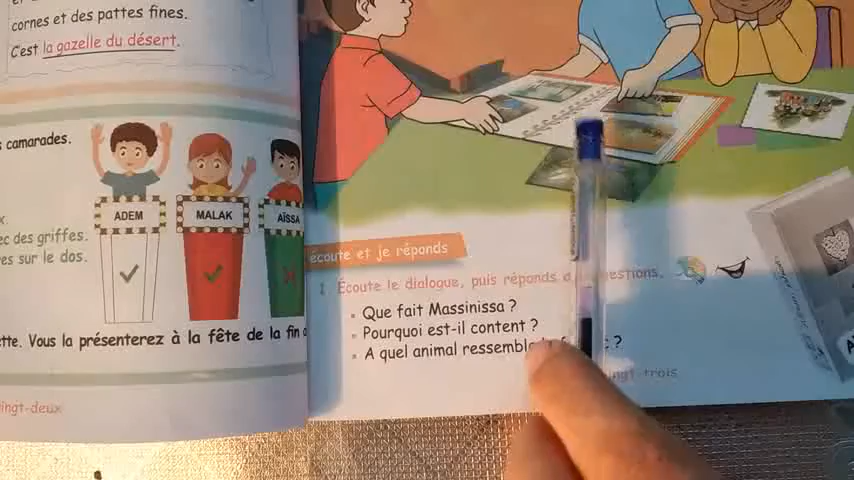 cornes et des pattes fines.
C'est la gazelle du désert.
camarades.
ADEM
MALAK
AÏSSA
ec des griffes.
es sur le dos.
tte. Vous la présenterez à la fête de la fin
ingt-deux
écoute et je réponds
1 Écoute le dialogue, puis réponds estions.
Que fait Massinissa ?
Pourquoi est-il content ?
A quel animal ressemble ?
ingt-trois